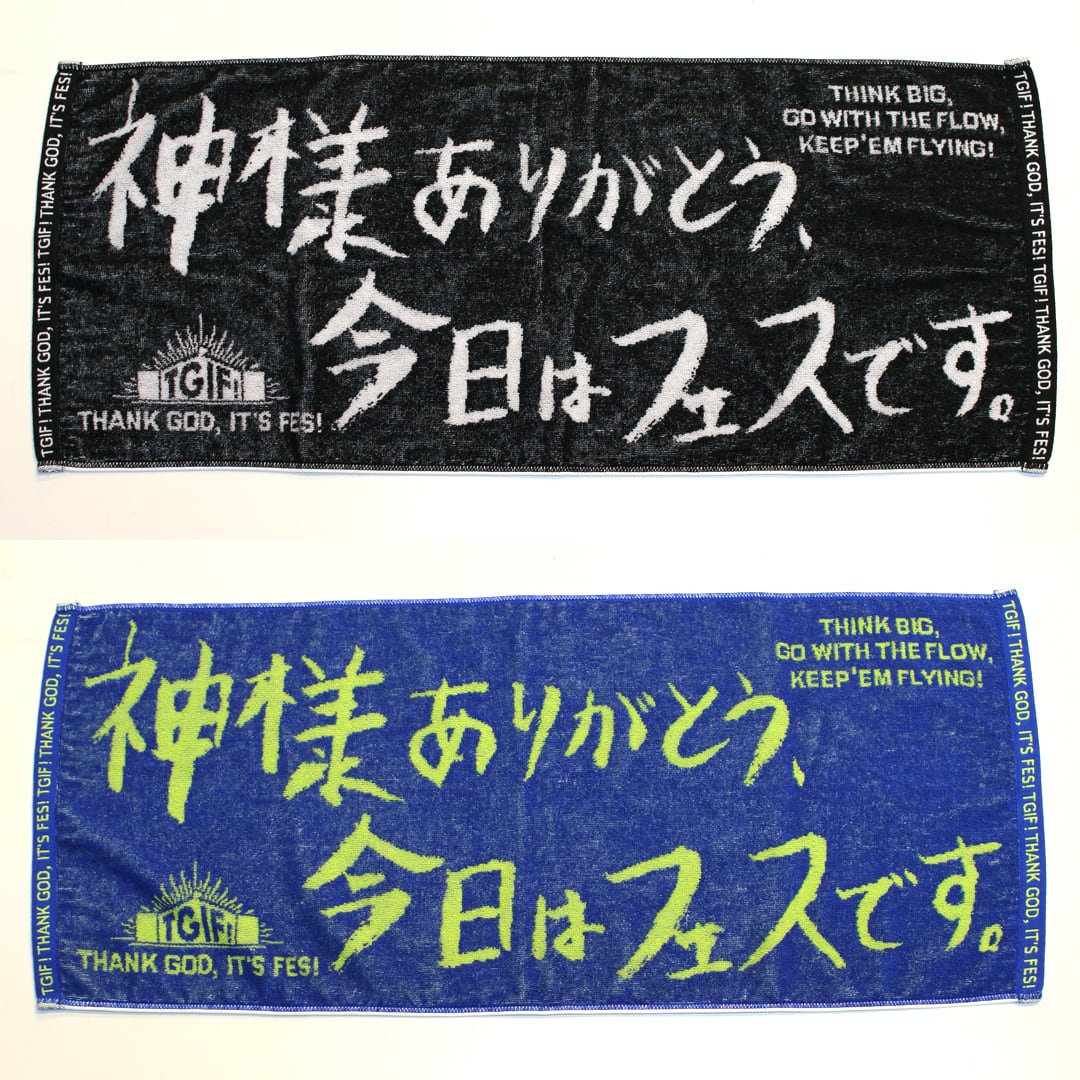 TGIF! THANK GOD, IT'S FES! TGIF! THANK GOD, IT'S FES!
神様ありがとう、
THINK BIG,
GO WITH THE FLOW,
KEEP'EM FLYING!
今日はフェスです。
TGIF!
THANK GOD, IT'S FES!
TGIF! THANK GOD, IT'S FES! TGIF! THANK GOD, IT'S FES!
TGIF! THANK GOD, IT'S FES! TGIF! THANK GOD, IT'S FES!
神様ありがとう、
THINK BIG,
GO WITH THE FLOW,
KEEP'EM FLYING!
今日はフェスです。
TGIF!
THANK GOD, IT'S FES!
TGIF! THANK GOD, IT'S FES! TGIF! THANK GOD, IT'S FES!